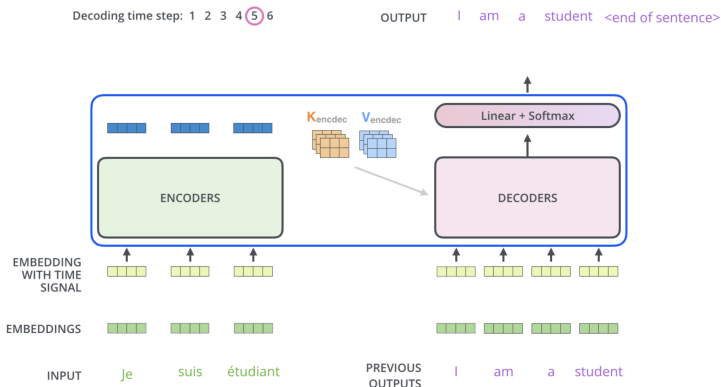 Decoding time step: 1 2 3 4 5 6
OUTPUT I am a student <end of sentence>
Kencdec Vencdec
Linear + Softmax
ENCODERS
DECODERS
EMBEDDING
WITH TIME
SIGNAL
EMBEDDINGS
INPUT Je suis étudiant
PREVIOUS
OUTPUTS
I am a student